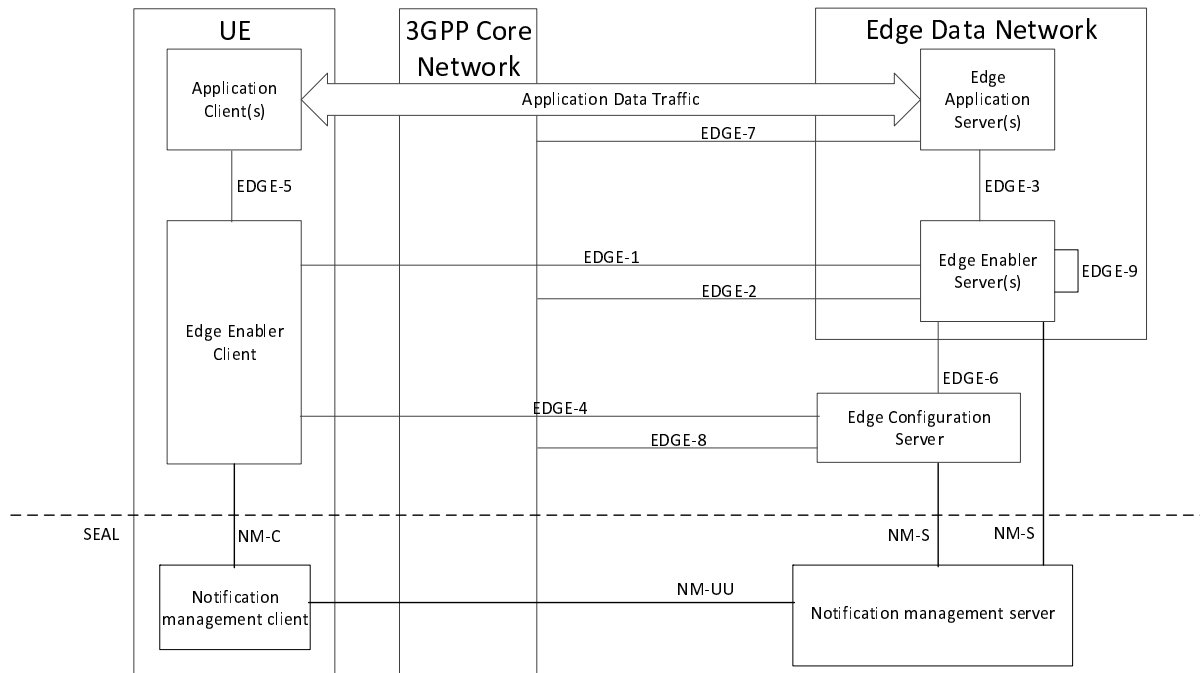 UE
3GPP Core
Network
Edge Data Network
Application
Client(s)
Application Data Traffic
Edge
Application
Server(s)
EDGE-7
EDGE-5
EDGE-3
EDGE-1
EDGE-2
Edge Enabler
Server(s)
EDGE-9
Edge Enabler
Client
EDGE-6
EDGE-4
EDGE-8
Edge Configuration
Server
SEAL
NM-C
NM-S
NM-S
Notification
management client
NM-UU
Notification management server